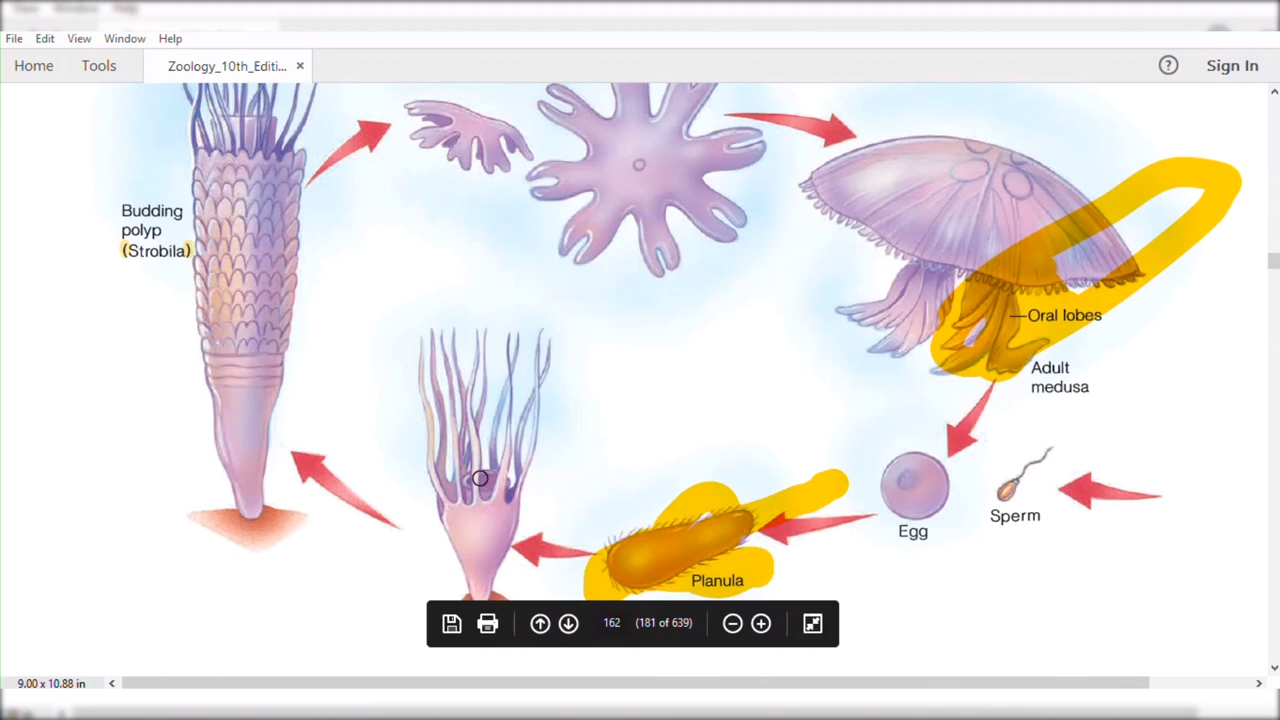 File Edit View Window Help
Home Tools Zoology_10th_Editi... × Sign In
Budding
polyp
(Strobila)
Oral lobes
Adult
medusa
Sperm
Egg
Planula
162 (181 of 639)
9.00 x 10.88 in